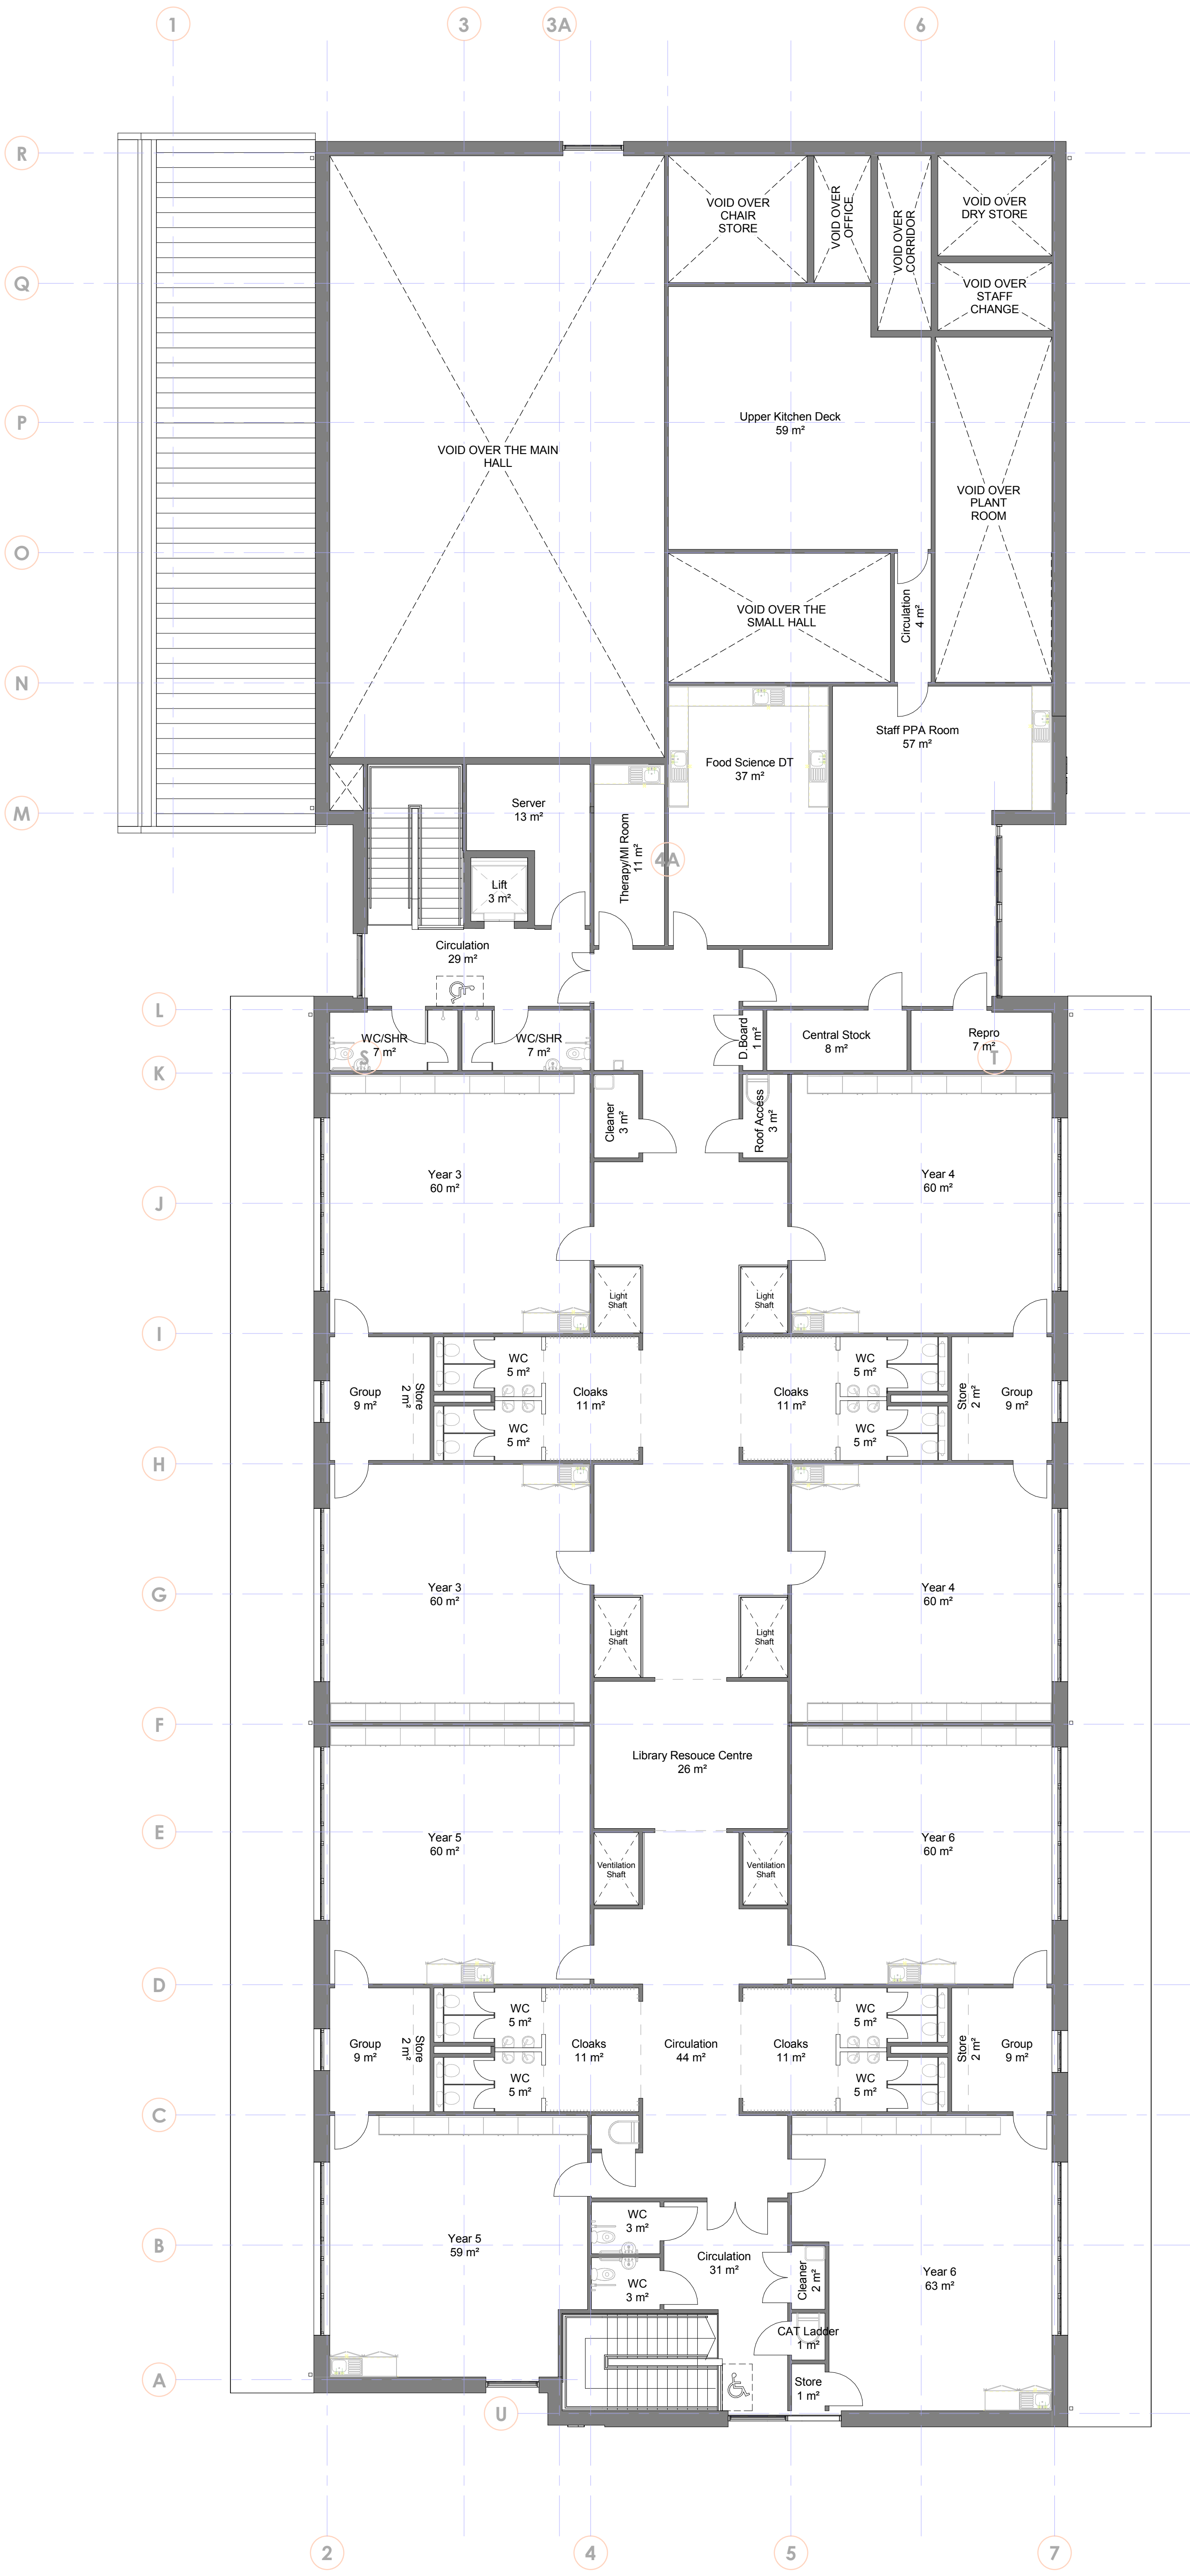 1
3
3A
6
R
VOID OVER
CHAIR
STORE
VOID OVER
OFFICE
VOID OVER
CORRIDOR
VOID OVER
DRY STORE
Q
VOID OVER
STAFF
CHANGE
P
Upper Kitchen Deck
59 m²
VOID OVER THE MAIN
HALL
VOID OVER
PLANT
ROOM
O
VOID OVER THE
SMALL HALL
Circulation
4 m²
N
Staff PPA Room
57 m²
Food Science DT
37 m²
Server
13 m²
M
Therapy/MI Room
11 m²
4A
Lift
3 m²
Circulation
29 m²
L
WC/SHR
7 m²
S
WC/SHR
7 m²
D.Board
1 m²
Central Stock
8 m²
Repro
7 m²
T
K
Cleaner
3 m²
Roof Access
3 m²
Year 3
60 m²
Year 4
60 m²
J
Light
Shaft
Light
Shaft
I
Group
9 m²
Store
2 m²
WC
5 m²
WC
5 m²
Cloaks
11 m²
Cloaks
11 m²
WC
5 m²
WC
5 m²
Store
2 m²
Group
9 m²
H
Year 3
60 m²
Year 4
60 m²
G
Light
Shaft
Light
Shaft
F
Library Resouce Centre
26 m²
E
Year 5
60 m²
Year 6
60 m²
Ventilation
Shaft
Ventilation
Shaft
D
Group
9 m²
Store
2 m²
WC
5 m²
WC
5 m²
Cloaks
11 m²
Circulation
44 m²
Cloaks
11 m²
WC
5 m²
WC
5 m²
Store
2 m²
Group
9 m²
C
B
Year 5
59 m²
WC
3 m²
WC
3 m²
Circulation
31 m²
Cleaner
2 m²
Year 6
63 m²
CAT Ladder
1 m²
A
Store
1 m²
U
2
4
5
7